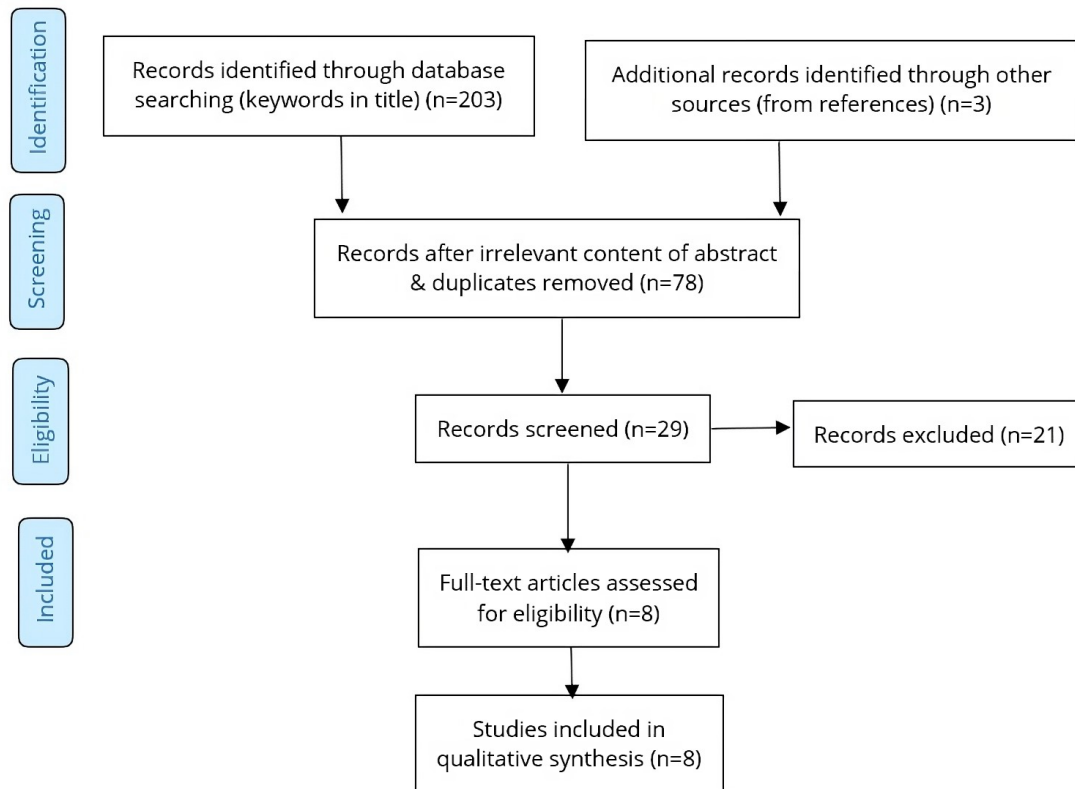 Identification
Records identified through database
searching (keywords in title) (n=203)
Additional records identified through other
sources (from references) (n=3)
Screening
Records after irrelevant content of abstract
& duplicates removed (n=78)
Eligibility
Records screened (n=29)
Records excluded (n=21)
Included
Full-text articles assessed
for eligibility (n=8)
Studies included in
qualitative synthesis (n=8)